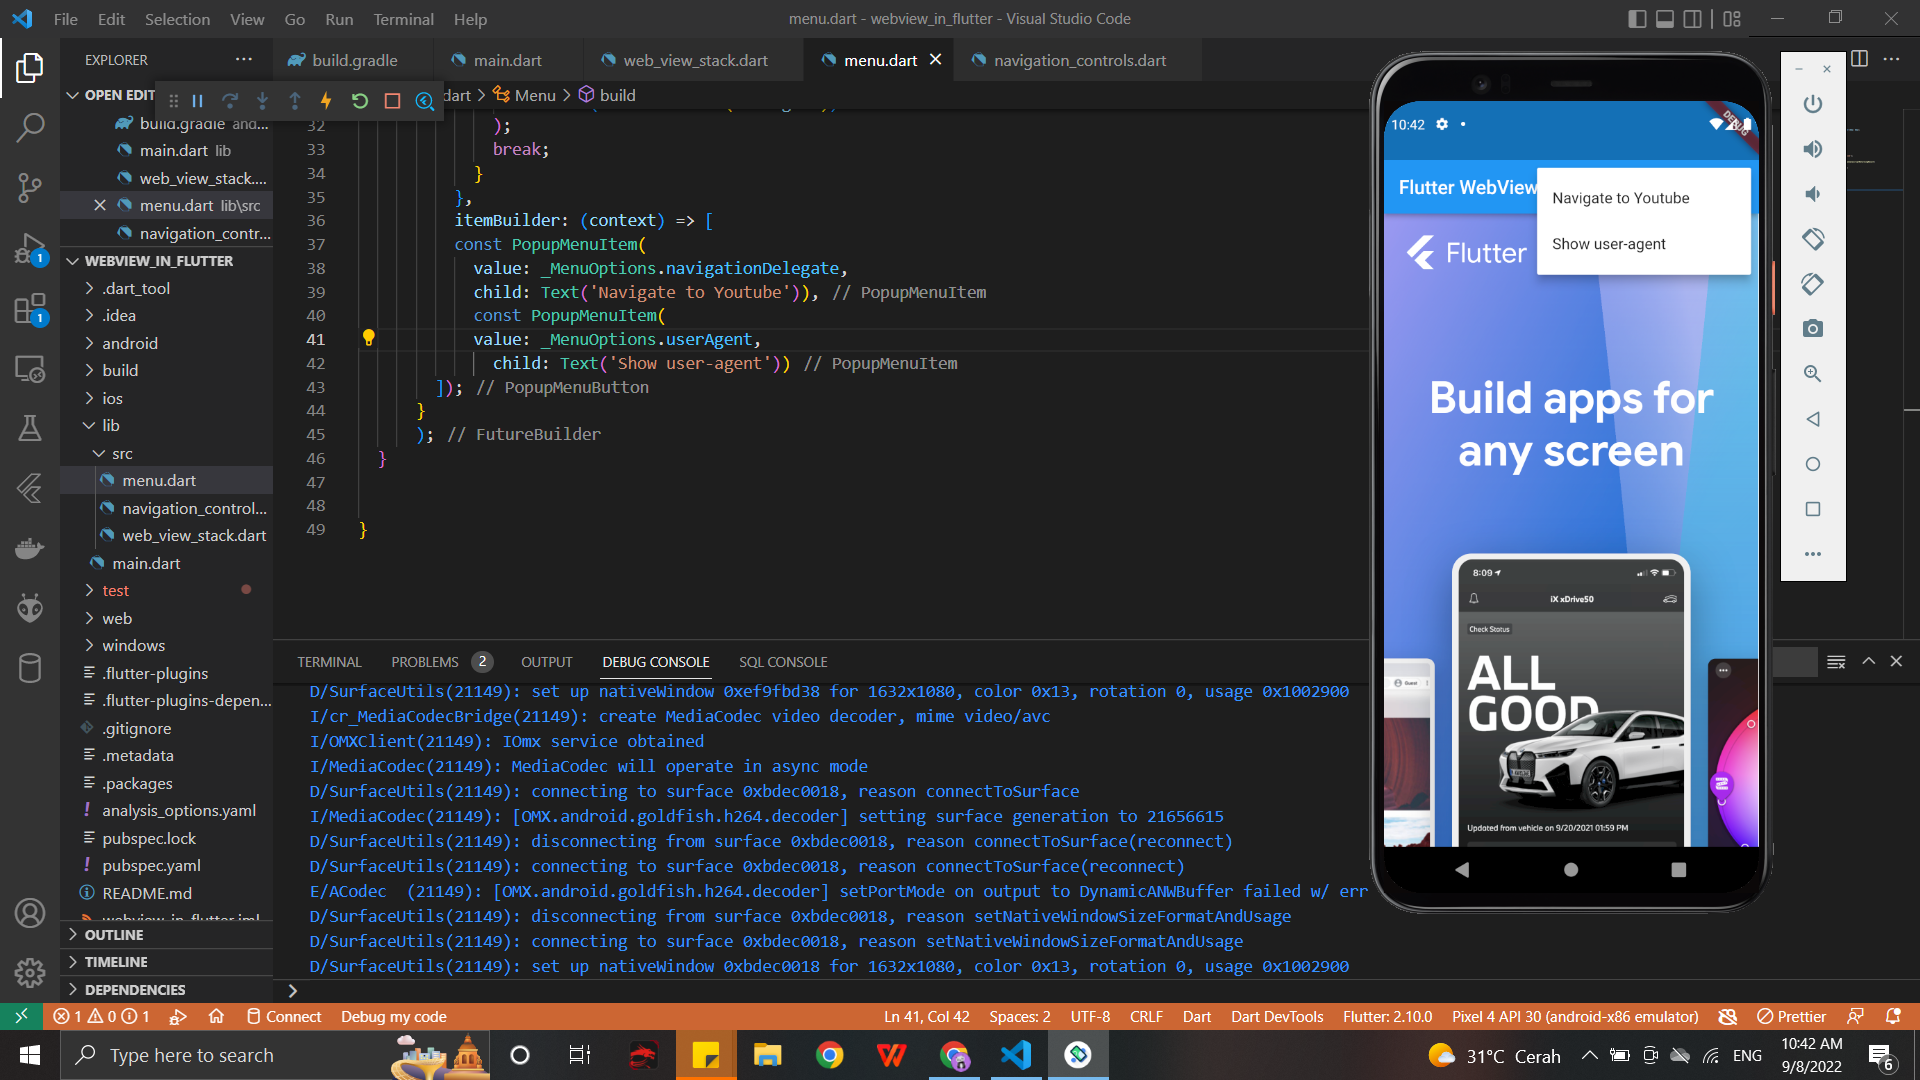 File Edit Selection View Go Run Terminal Help
menu.dart - webview_in_flutter - Visual Studio Code
EXPLORER
build.gradle
main.dart
web_view_stack.dart
menu.dart
navigation_controls.dart
OPEN EDIT
dart > Menu > build
build.gradle and...
main.dart lib
web_view_stack....
menu.dart lib\src
navigation_contr...
WEBVIEW_IN_FLUTTER
.dart_tool
.idea
android
build
ios
lib
src
menu.dart
navigation_control...
web_view_stack.dart
main.dart
test
web
windows
.flutter-plugins
.flutter-plugins-depen...
.gitignore
.metadata
.packages
analysis_options.yaml
pubspec.lock
pubspec.yaml
README.md
webview_in_flutter.iml
OUTLINE
TIMELINE
DEPENDENCIES
1
1
32 );
33 break;
34 }
35 },
36 itemBuilder: (context) => [
37 const PopupMenuItem(
38 value: _MenuOptions.navigationDelegate,
39 child: Text('Navigate to Youtube')), // PopupMenuItem
40 const PopupMenuItem(
41 value: _MenuOptions.userAgent,
42 child: Text('Show user-agent')) // PopupMenuItem
43 ]); // PopupMenuButton
44 }
45 ); // FutureBuilder
46 }
47
48
49 }
TERMINAL PROBLEMS 2 OUTPUT DEBUG CONSOLE SQL CONSOLE
D/SurfaceUtils(21149): set up nativeWindow 0xef9fbd38 for 1632x1080, color 0x13, rotation 0, usage 0x1002900
I/cr_MediaCodecBridge(21149): create MediaCodec video decoder, mime video/avc
I/OMXClient(21149): IOmx service obtained
I/MediaCodec(21149): MediaCodec will operate in async mode
D/SurfaceUtils(21149): connecting to surface 0xbdec0018, reason connectToSurface
I/MediaCodec(21149): [OMX.android.goldfish.h264.decoder] setting surface generation to 21656615
D/SurfaceUtils(21149): disconnecting from surface 0xbdec0018, reason connectToSurface(reconnect)
D/SurfaceUtils(21149): connecting to surface 0xbdec0018, reason connectToSurface(reconnect)
E/ACodec (21149): [OMX.android.goldfish.h264.decoder] setPortMode on output to DynamicANWBuffer failed w/ err
D/SurfaceUtils(21149): disconnecting from surface 0xbdec0018, reason setNativeWindowSizeFormatAndUsage
D/SurfaceUtils(21149): connecting to surface 0xbdec0018, reason setNativeWindowSizeFormatAndUsage
D/SurfaceUtils(21149): set up nativeWindow 0xbdec0018 for 1632x1080, color 0x13, rotation 0, usage 0x1002900
10:42
DEBUG
Flutter WebView
Navigate to Youtube
Show user-agent
Flutter
Build apps for
any screen
8:09
iX xDrive50
Check Status
Guest
ALL
GOOD
Updated from vehicle on 9/20/2021 01:59 PM
1 0 1 Connect Debug my code
Ln 41, Col 42 Spaces: 2 UTF-8 CRLF Dart Dart DevTools Flutter: 2.10.0 Pixel 4 API 30 (android-x86 emulator) Prettier
Type here to search
31°C Cerah
ENG
10:42 AM
9/8/2022
6